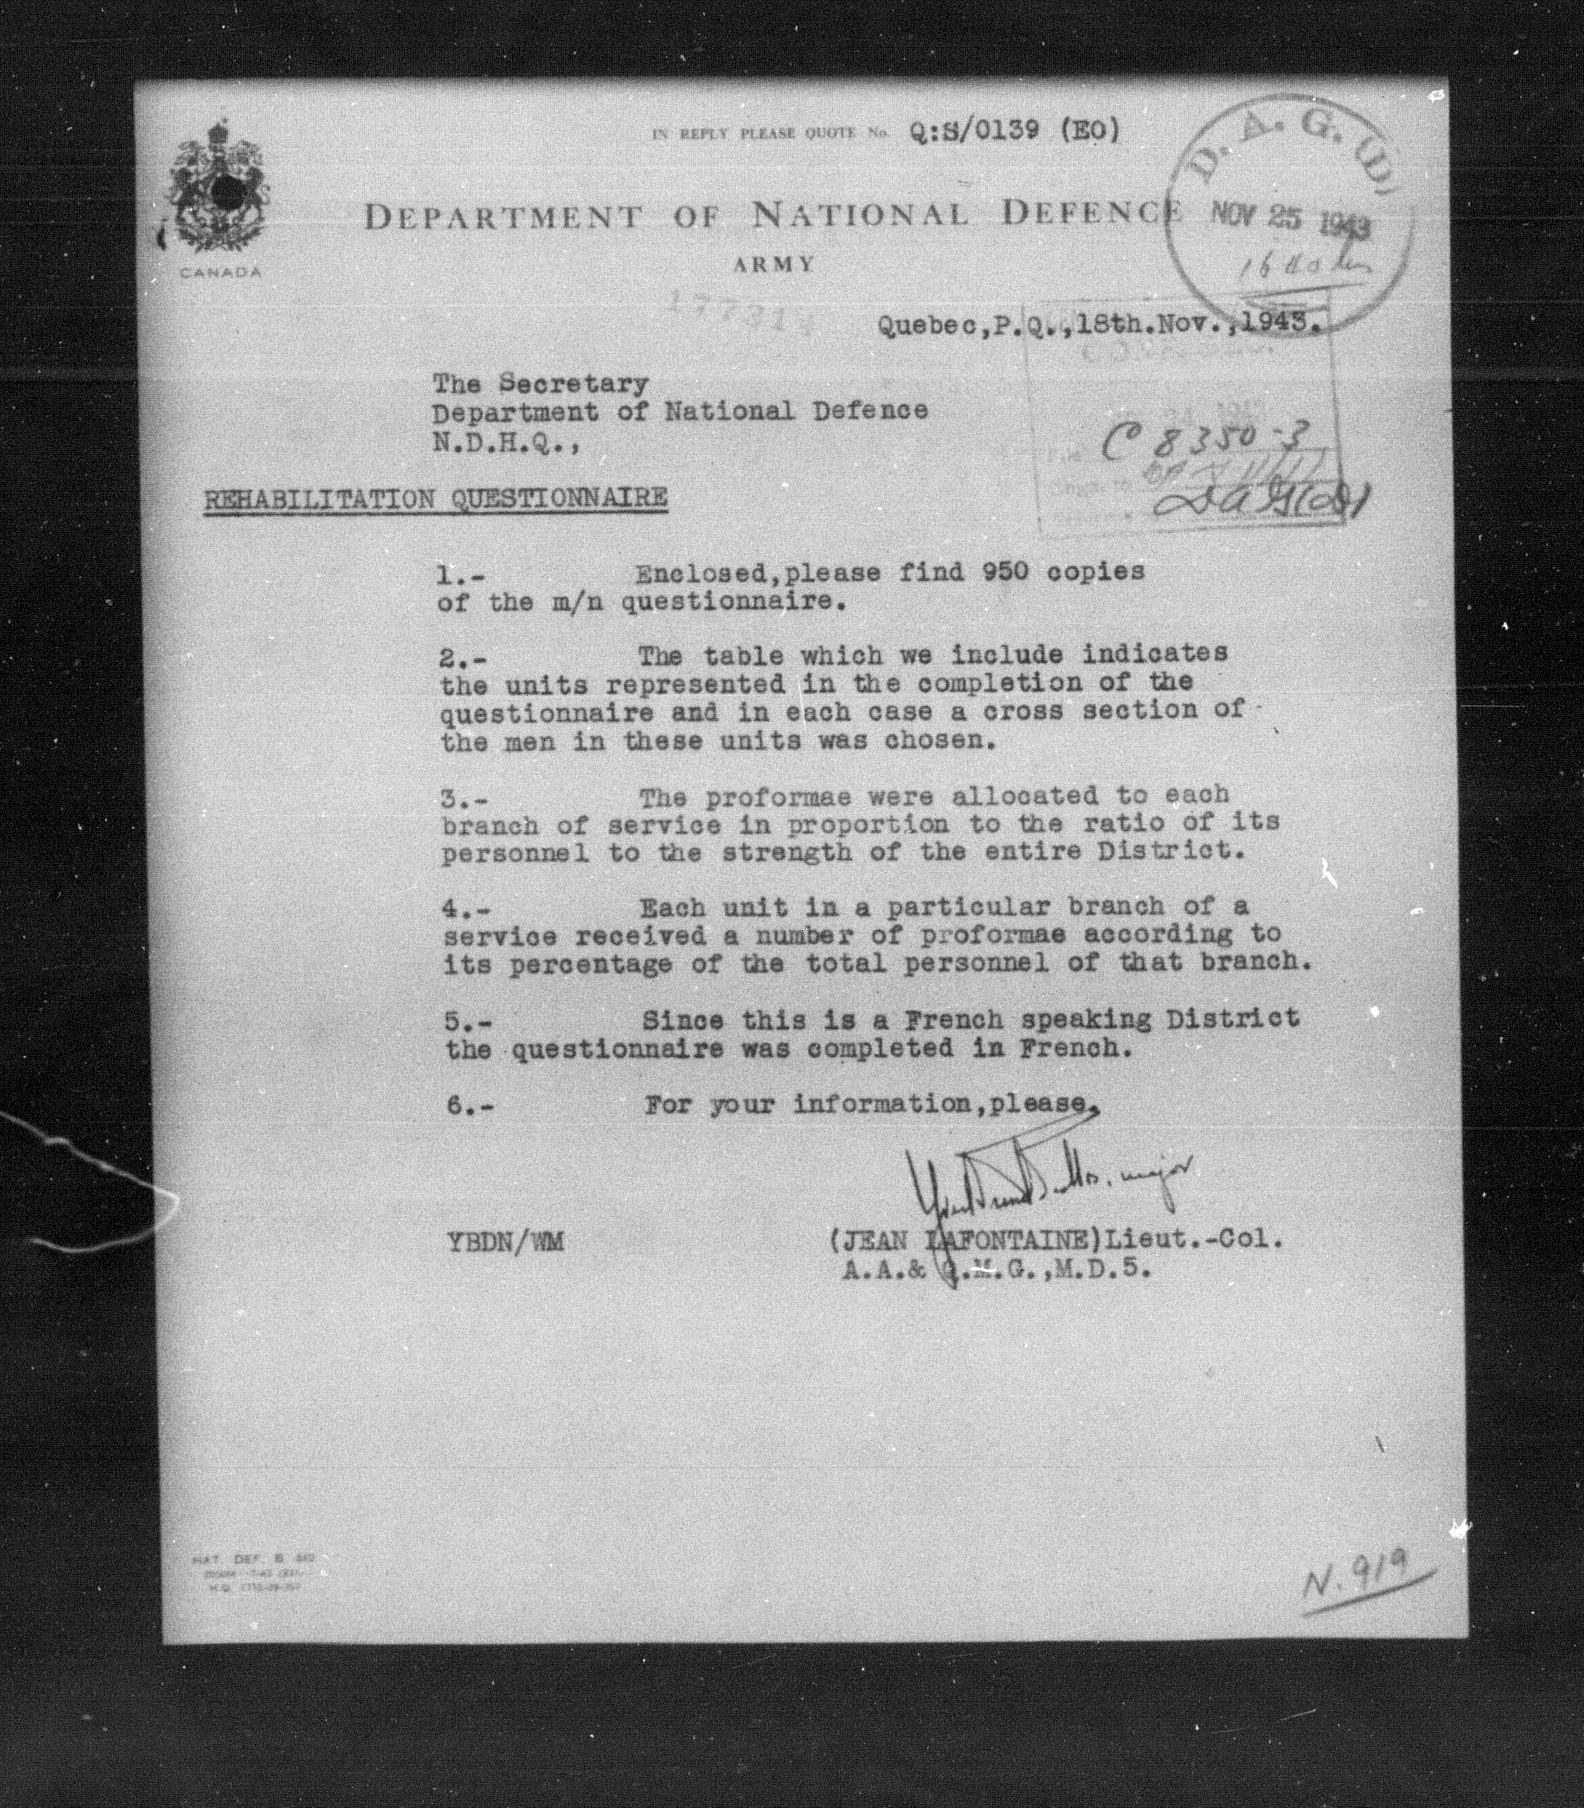 IN REPLY PLEASE QUOTE No. Q:S/0139 (EO)
D. A. G. (D)
DEPARTMENT OF NATIONAL DEFENCE
NOV 25 1943
ARMY
CANADA
Quebec,P.Q.,18th.Nov.,1943.
The Secretary
Department of National Defence
N.D.H.Q.,
C 8350-3
REHABILITATION QUESTIONNAIRE
DAG(D)
1.- Enclosed,please find 950 copies
of the m/n questionnaire.
2.- The table which we include indicates
the units represented in the completion of the
questionnaire and in each case a cross section of
the men in these units was chosen.
3.- The proformae were allocated to each
branch of service in proportion to the ratio of its
personnel to the strength of the entire District.
4.- Each unit in a particular branch of a
service received a number of proformae according to
its percentage of the total personnel of that branch.
5.- Since this is a French speaking District
the questionnaire was completed in French.
6.- For your information,please.
major
YBDN/WM (JEAN LAFONTAINE)Lieut.-Col.
A.A.& Q.M.G.,M.D.5.
NAT. DEF. B
N. 919